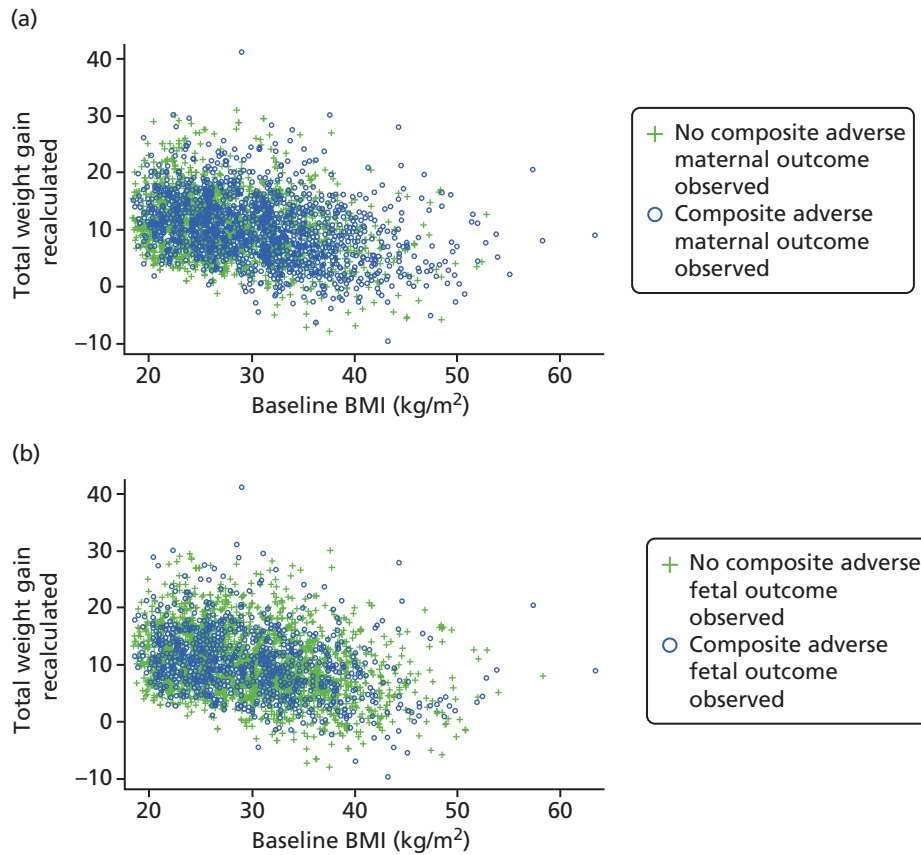 (a)
40
30
20
10
0
−10
Total weight gain
recalculated
20 30 40 50 60
Baseline BMI (kg/m²)
No composite adverse
maternal outcome
observed
Composite adverse
maternal outcome
observed
(b)
40
30
20
10
0
−10
Total weight gain
recalculated
20 30 40 50 60
Baseline BMI (kg/m²)
No composite adverse
fetal outcome
observed
Composite adverse
fetal outcome
observed